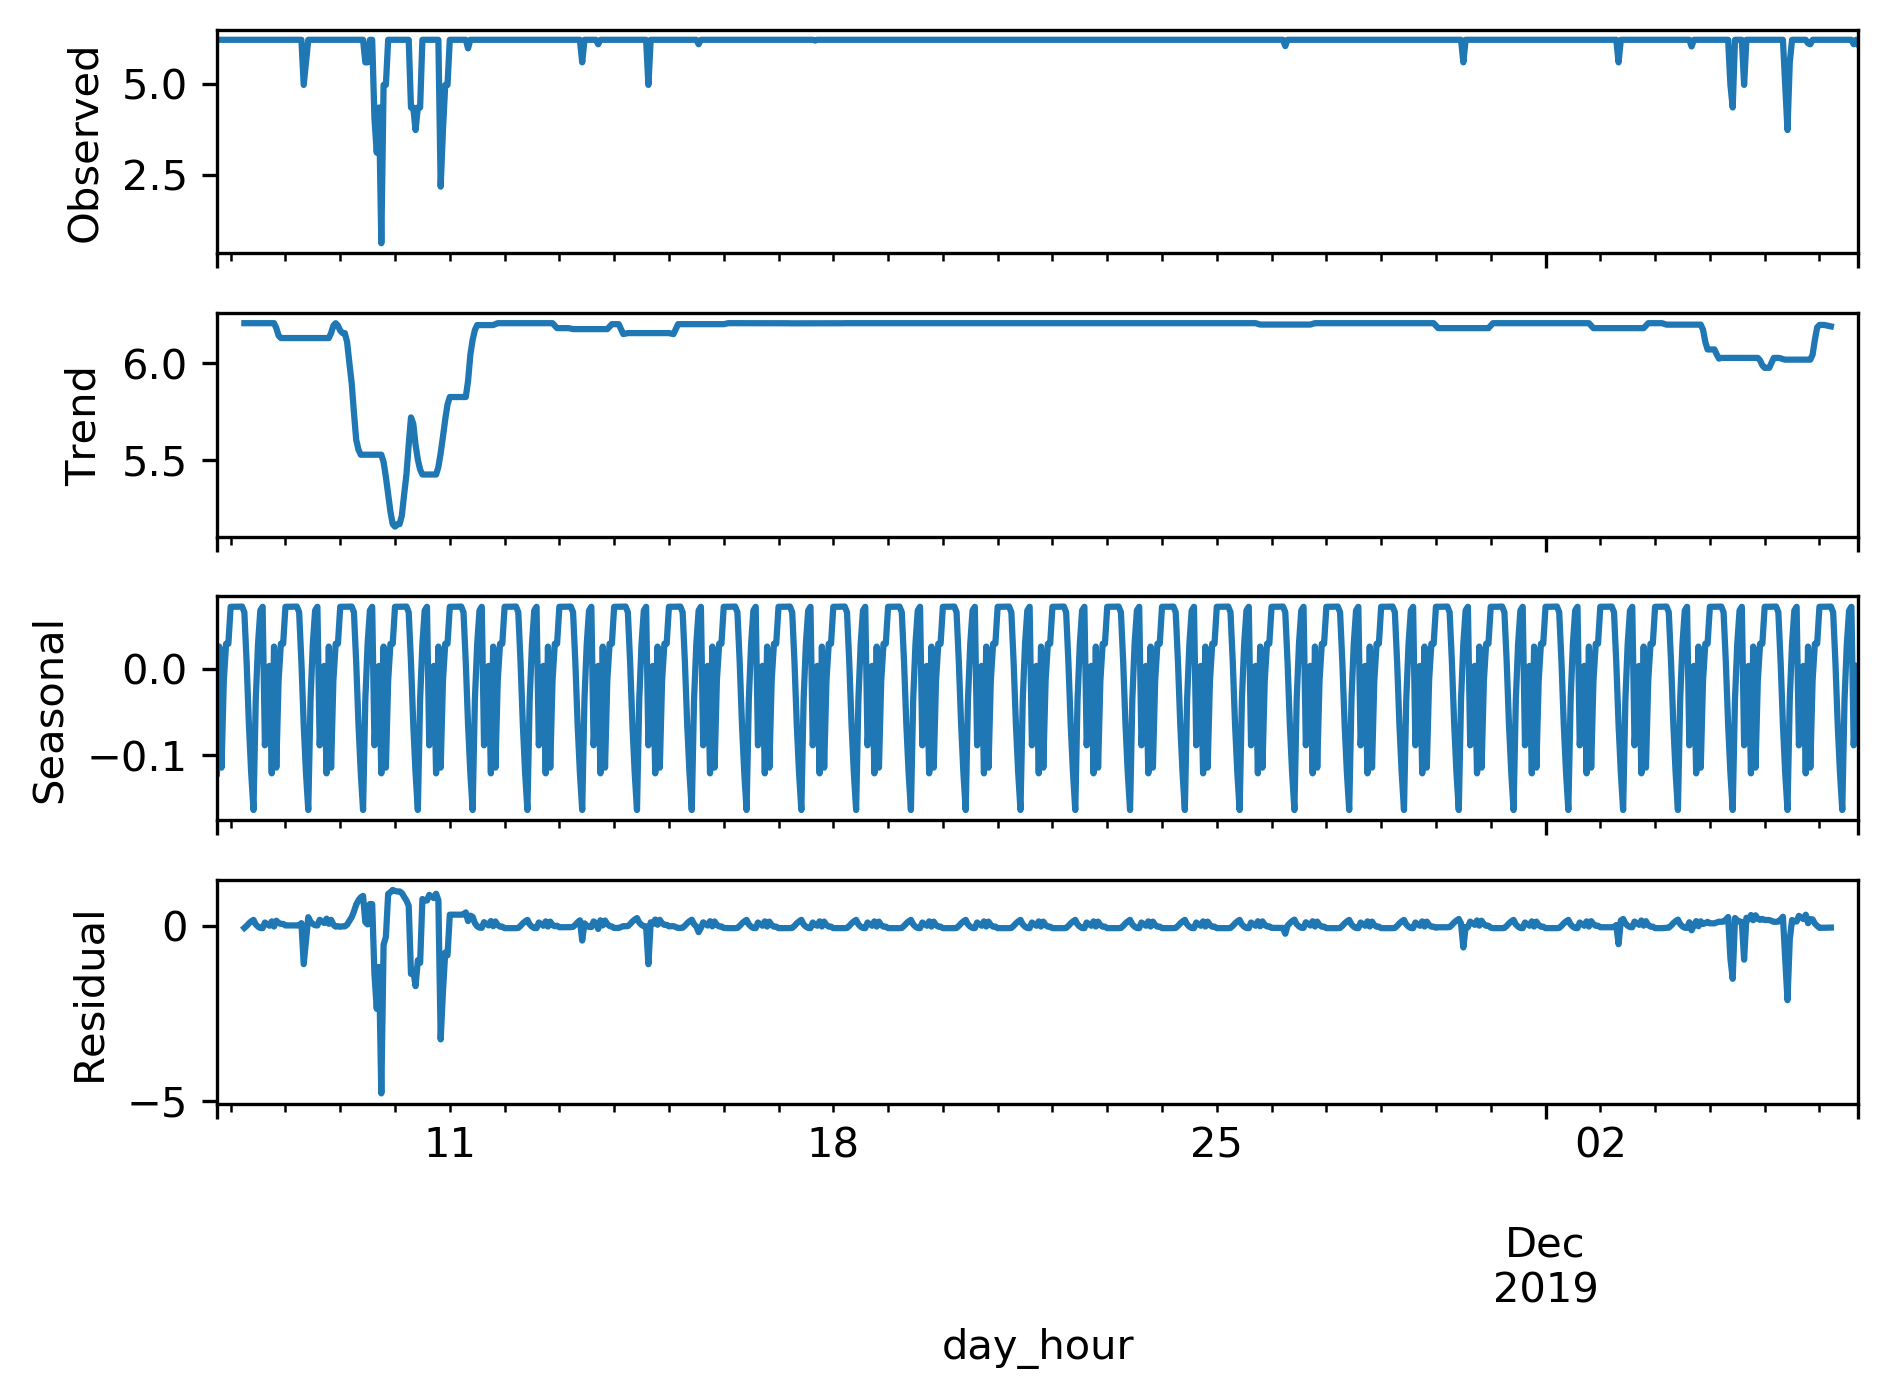 Observed
5.0
2.5
Trend
6.0
5.5
Seasonal
0.0
−0.1
Residual
0
−5
11 18 25 02
Dec
2019
day_hour